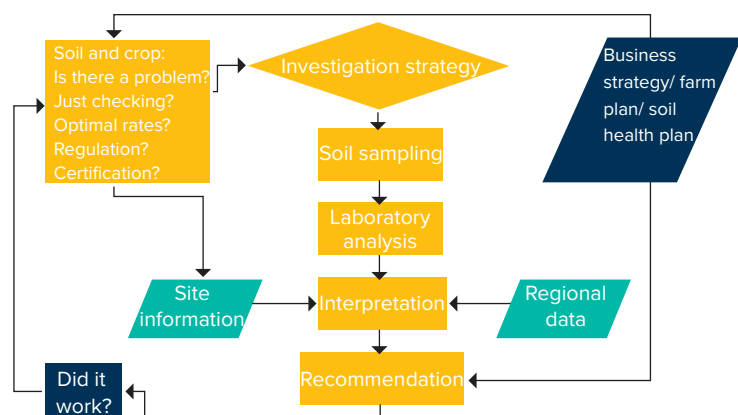 Soil and crop:
Is there a problem?
Just checking?
Optimal rates?
Regulation?
Certification?
Investigation strategy
Business
strategy/ farm
plan/ soil
health plan
Soil sampling
Laboratory
analysis
Site
information
Interpretation
Regional
data
Recommendation
Did it
work?